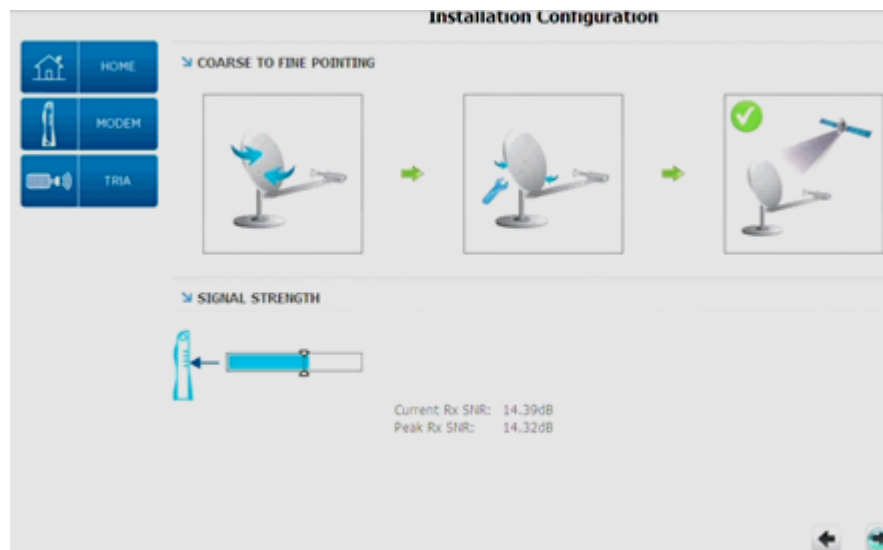 Installation Configuration
HOME
COARSE TO FINE POINTING
MODEM
TRIA
SIGNAL STRENGTH
Current Rx SNR: 14.39dB
Peak Rx SNR: 14.32dB